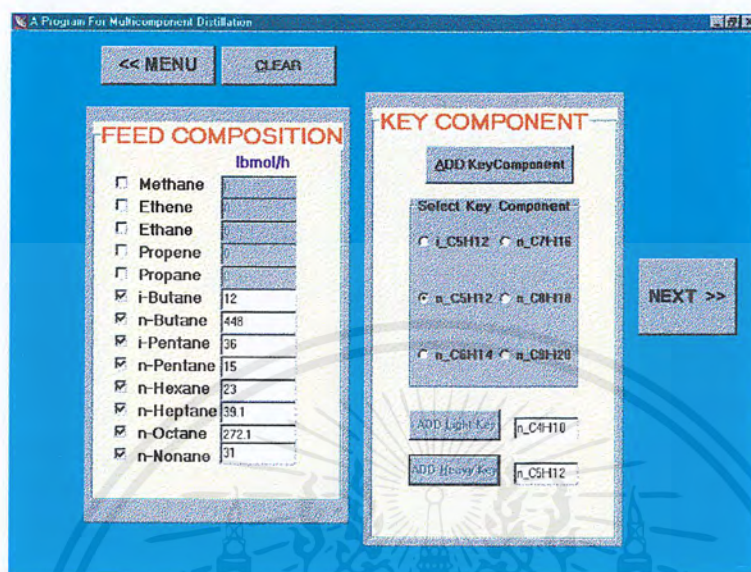 A Program For Multicomponent Distillation
<< MENU
CLEAR
FEED COMPOSITION
lbmol/h
Methane 0
Ethene 0
Ethane 0
Propene 0
Propane
i-Butane 12
n-Butane 448
i-Pentane 36
n-Pentane 15
n-Hexane 23
n-Heptane 39.1
n-Octane 272.1
n-Nonane 31
KEY COMPONENT
ADD KeyComponent
Select Key Component
i_C5H12 n_C7H16
n_C5H12 n_C8H18
n_C6H14 n_C9H20
ADD Light Key n_C4H10
ADD Heavy Key n_C5H12
NEXT >>